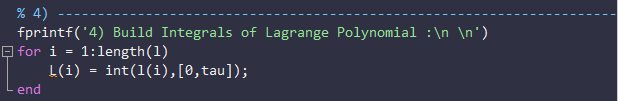 % 4) --------------------------------------------------------------------
fprintf('4) Build Integrals of Lagrange Polynomial :\n \n')
for i = 1:length(l)
    L(i) = int(l(i),[0,tau]);
end